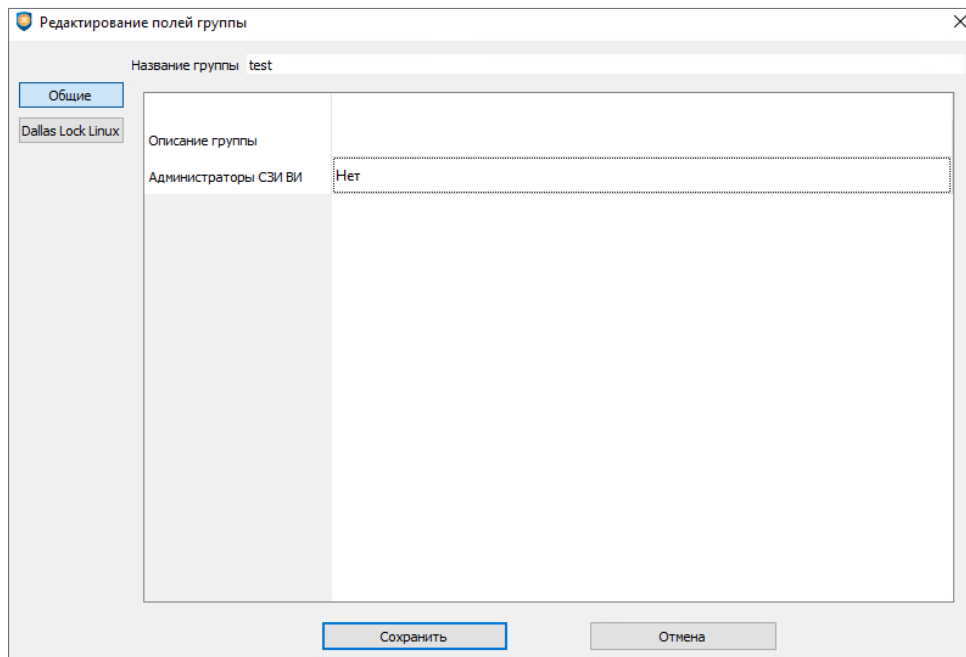 Редактирование полей группы
Название группы test
Общие
Dallas Lock Linux
Описание группы
Администраторы СЗИ ВИ Нет
Сохранить Отмена